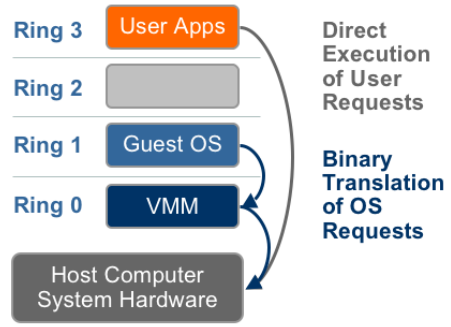 Ring 3
User Apps
Direct
Execution
of User
Requests
Ring 2
Ring 1
Guest OS
Binary
Translation
of OS
Requests
Ring 0
VMM
Host Computer
System Hardware